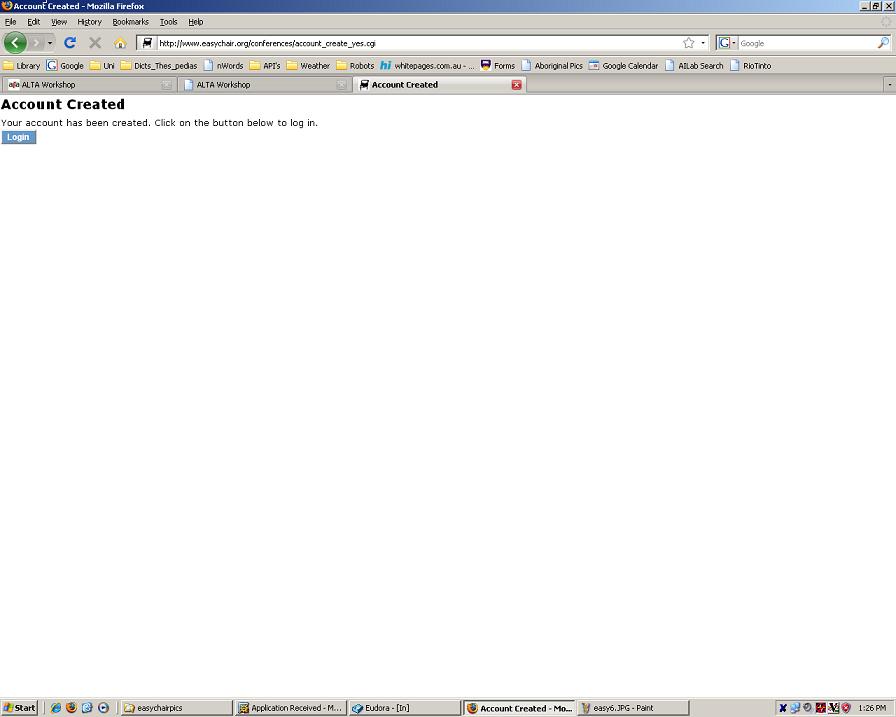 Account Created - Mozilla Firefox
File Edit View History Bookmarks Tools Help
http://www.easychair.org/conferences/account_create_yes.cgi
Google
Library Google Uni Dicts_Thes_pedias nWords API's Weather Robots hi whitepages.com.au - ... Forms Aboriginal Pics Google Calendar AILab Search RioTinto
ALTA Workshop ALTA Workshop Account Created
Account Created
Your account has been created. Click on the button below to log in.
Login
Start easychairpics Application Received - M... Eudora - [In] Account Created - Mo... easy6.JPG - Paint 1:26 PM